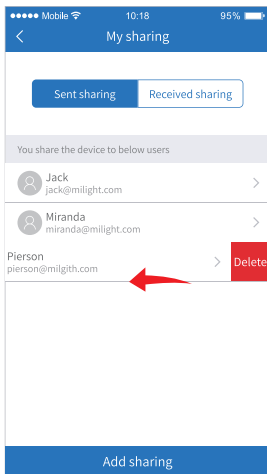 Mobile 10:18 95%
My sharing
Sent sharing Received sharing
You share the device to below users
Jack
jack@milight.com
Miranda
miranda@milight.com
Pierson
pierson@milgith.com
Delete
Add sharing